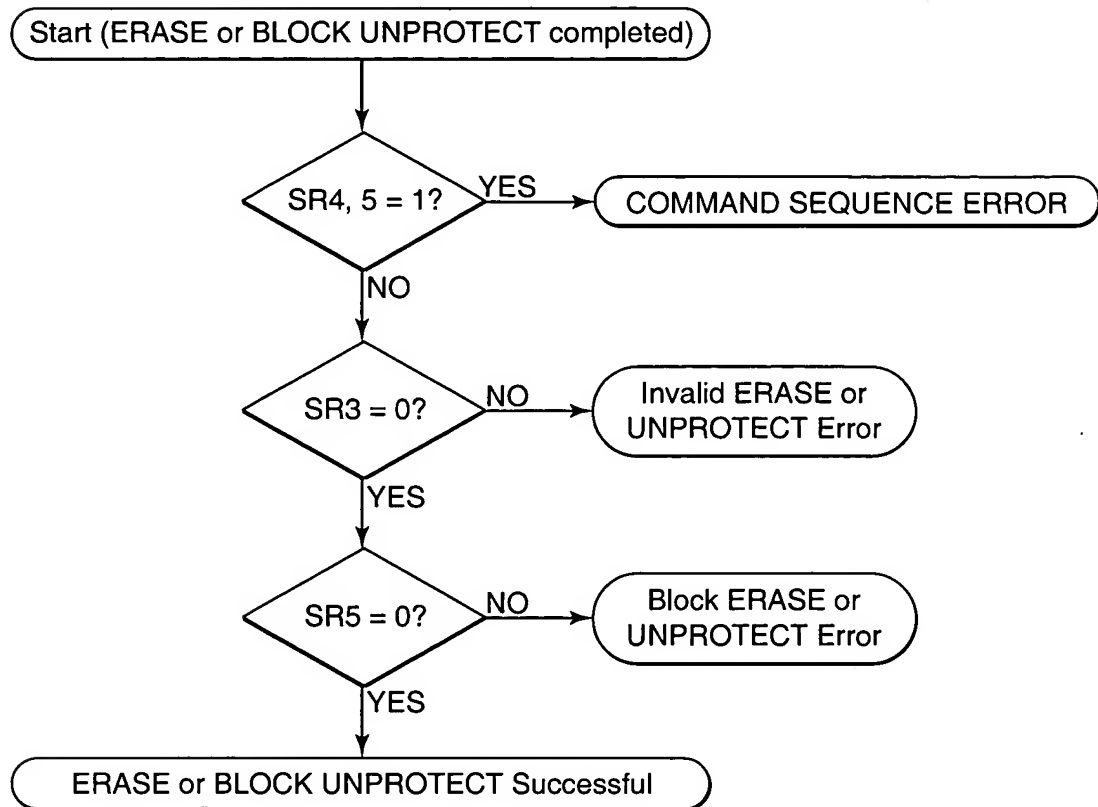 Start (ERASE or BLOCK UNPROTECT completed)
SR4, 5 = 1?
YES
COMMAND SEQUENCE ERROR
NO
SR3 = 0?
NO
Invalid ERASE or
UNPROTECT Error
YES
SR5 = 0?
NO
Block ERASE or
UNPROTECT Error
YES
ERASE or BLOCK UNPROTECT Successful